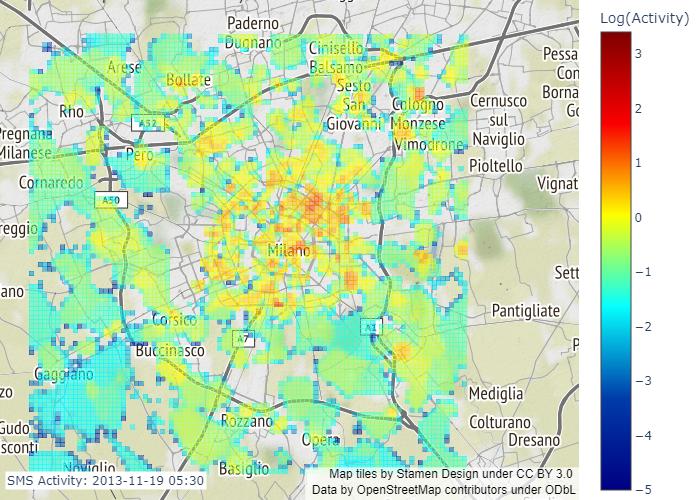 Log(Activity)
3
2
1
0
−1
−2
−3
−4
−5
Paderno
Dugnano
Cinisello
Balsamo
Arese
Bollate
Sesto
San
Giovanni
Rho
A52
Cologno
Monzese
Cernusco
sul
Naviglio
Pessa
Con
Borna
Go
Pregnana
Milanese
Pero
Vimodrone
Pioltello
Cornaredo
A50
Vignat
reggio
Milano
Sett
ano
Corsico
A7
A1
Pantigliate
P
Buccinasco
Gaggiano
zo
Mediglia
Rozzano
Opera
Colturano
Dresano
Gudo
sconti
Noviglio
Basiglio
SMS Activity: 2013-11-19 05:30
Map tiles by Stamen Design under CC BY 3.0
Data by OpenStreetMap contributors under ODbL